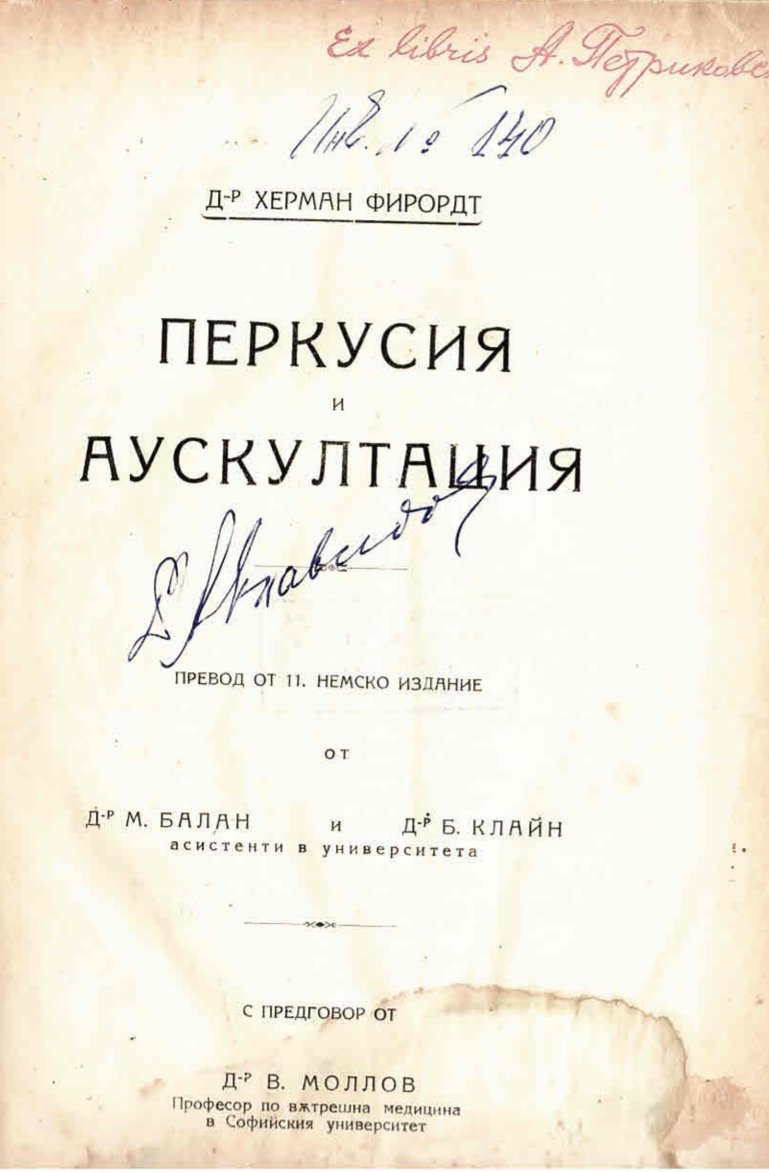 Ex libris А. Петриковс
Инв. № 140
Д-Р ХЕРМАН ФИРОРДТ
ПЕРКУСИЯ
И
АУСКУЛТАЦИЯ
ПРЕВОД ОТ 11. НЕМСКО ИЗДАНИЕ
ОТ
Д-Р М. БАЛАН и Д-Р Б. КЛАЙН
асистенти в университета
С ПРЕДГОВОР ОТ
Д-Р В. МОЛЛОВ
Професор по вѫтрешна медицина
в Софийския университет